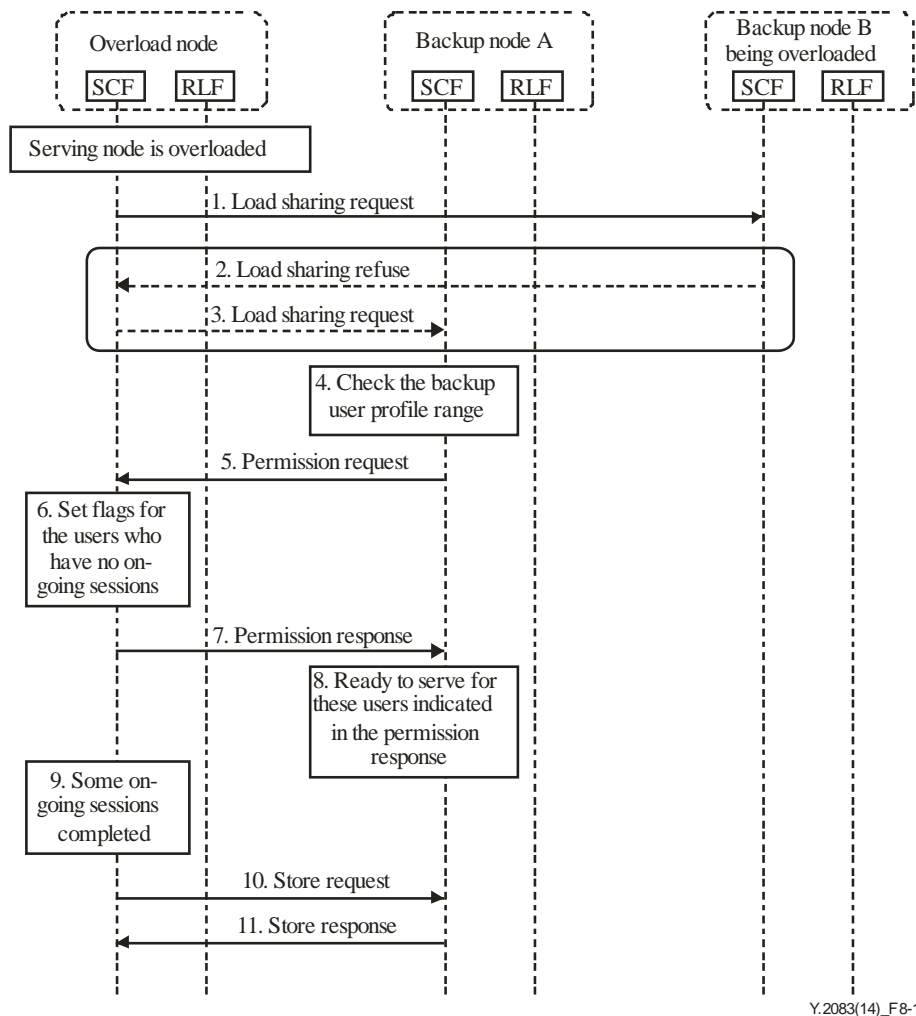 Overload node
Backup node A
Backup node B
being overloaded
SCF
RLF
SCF
RLF
SCF
RLF
Serving node is overloaded
1. Load sharing request
2. Load sharing refuse
3. Load sharing request
4. Check the backup
user profile range
5. Permission request
6. Set flags for
the users who
have no on-
going sessions
7. Permission response
8. Ready to serve for
these users indicated
in the permission
response
9. Some on-
going sessions
completed
10. Store request
11. Store response